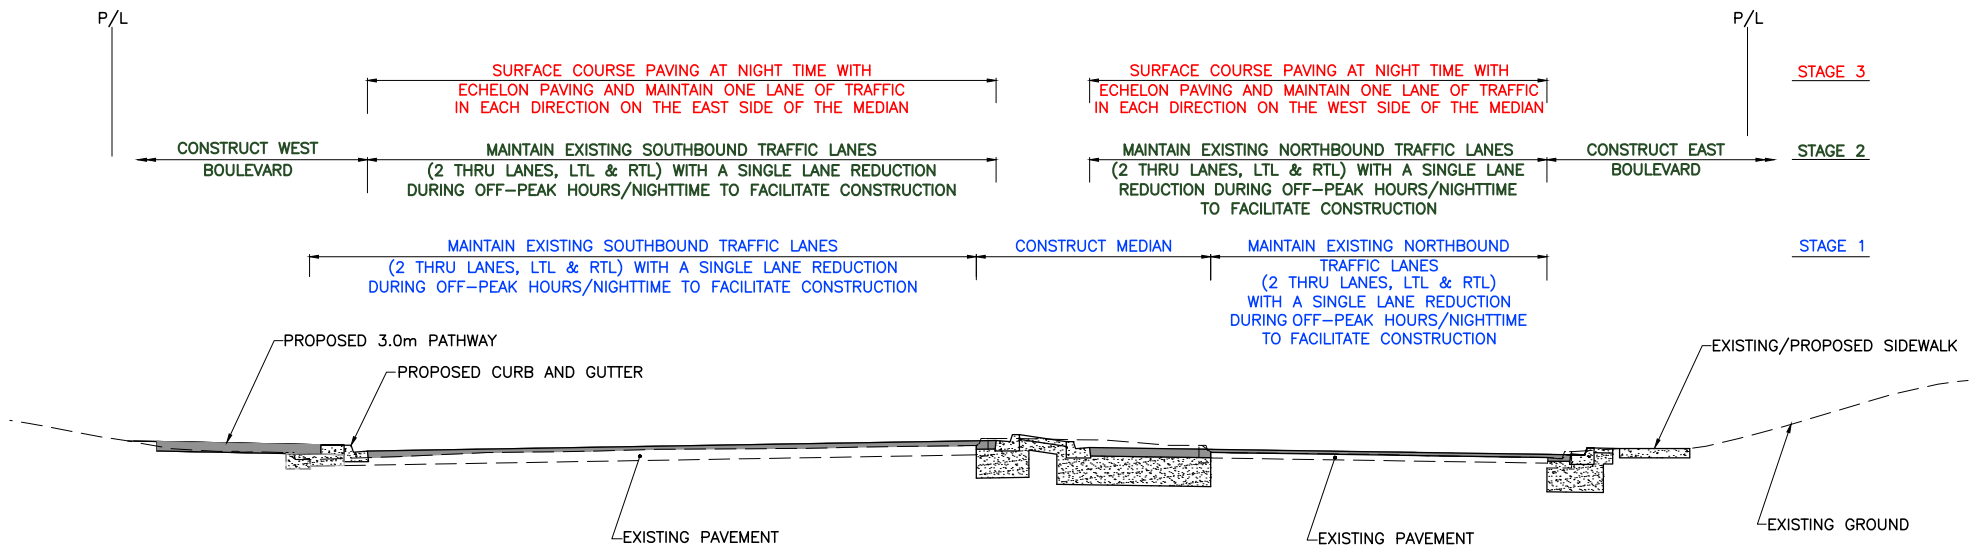 P/L
P/L
SURFACE COURSE PAVING AT NIGHT TIME WITH
ECHELON PAVING AND MAINTAIN ONE LANE OF TRAFFIC
IN EACH DIRECTION ON THE EAST SIDE OF THE MEDIAN
SURFACE COURSE PAVING AT NIGHT TIME WITH
ECHELON PAVING AND MAINTAIN ONE LANE OF TRAFFIC
IN EACH DIRECTION ON THE WEST SIDE OF THE MEDIAN
STAGE 3
CONSTRUCT WEST
BOULEVARD
MAINTAIN EXISTING SOUTHBOUND TRAFFIC LANES
(2 THRU LANES, LTL & RTL) WITH A SINGLE LANE REDUCTION
DURING OFF-PEAK HOURS/NIGHTTIME TO FACILITATE CONSTRUCTION
MAINTAIN EXISTING NORTHBOUND TRAFFIC LANES
(2 THRU LANES, LTL & RTL) WITH A SINGLE LANE
REDUCTION DURING OFF-PEAK HOURS/NIGHTTIME
TO FACILITATE CONSTRUCTION
CONSTRUCT EAST
BOULEVARD
STAGE 2
MAINTAIN EXISTING SOUTHBOUND TRAFFIC LANES
(2 THRU LANES, LTL & RTL) WITH A SINGLE LANE REDUCTION
DURING OFF-PEAK HOURS/NIGHTTIME TO FACILITATE CONSTRUCTION
CONSTRUCT MEDIAN
MAINTAIN EXISTING NORTHBOUND
TRAFFIC LANES
(2 THRU LANES, LTL & RTL)
WITH A SINGLE LANE REDUCTION
DURING OFF-PEAK HOURS/NIGHTTIME
TO FACILITATE CONSTRUCTION
STAGE 1
PROPOSED 3.0m PATHWAY
PROPOSED CURB AND GUTTER
EXISTING/PROPOSED SIDEWALK
EXISTING PAVEMENT
EXISTING PAVEMENT
EXISTING GROUND